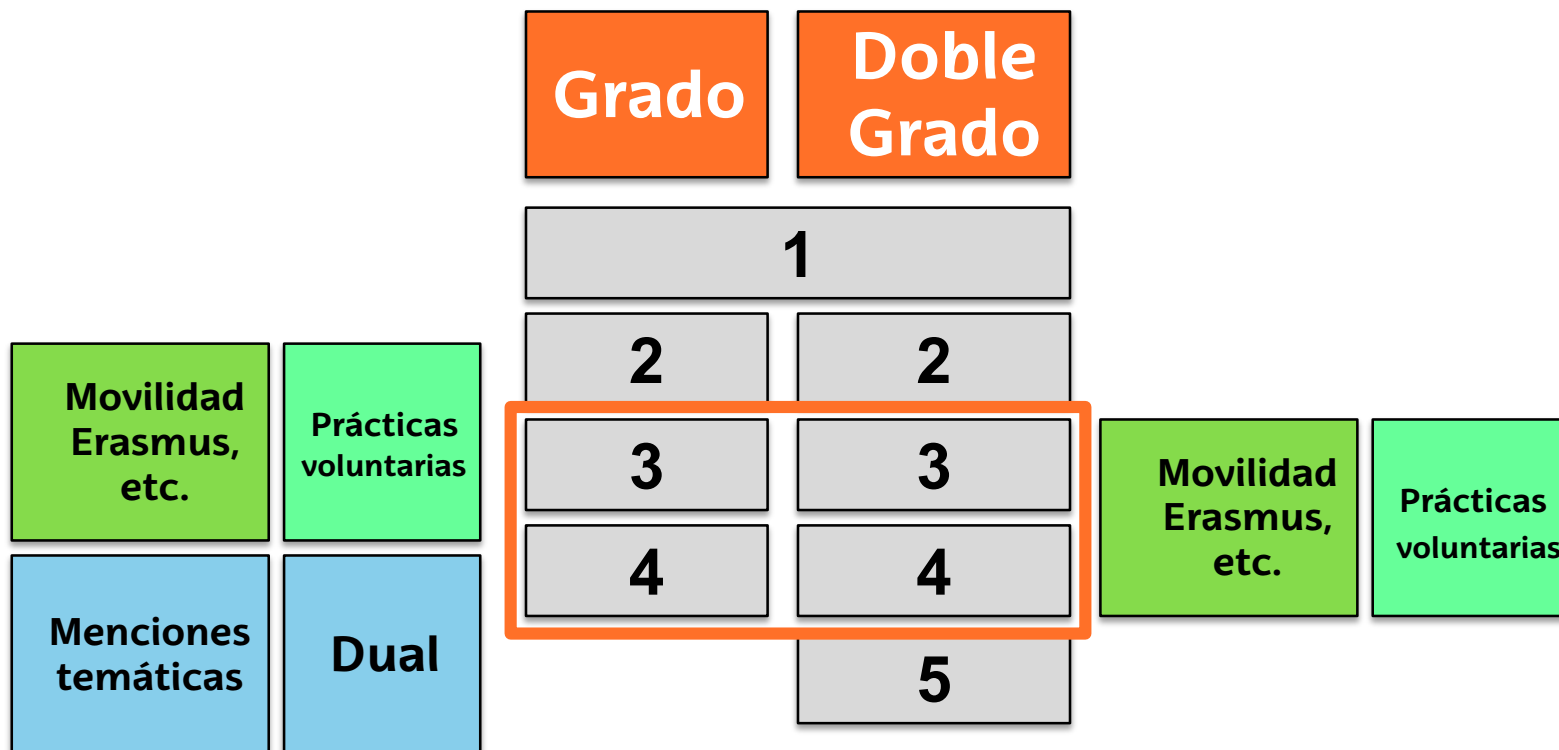 Grado
Doble
Grado
1
2
2
3
3
4
4
5
Movilidad
Erasmus,
etc.
Prácticas
voluntarias
Menciones
temáticas
Dual
Movilidad
Erasmus,
etc.
Prácticas
voluntarias